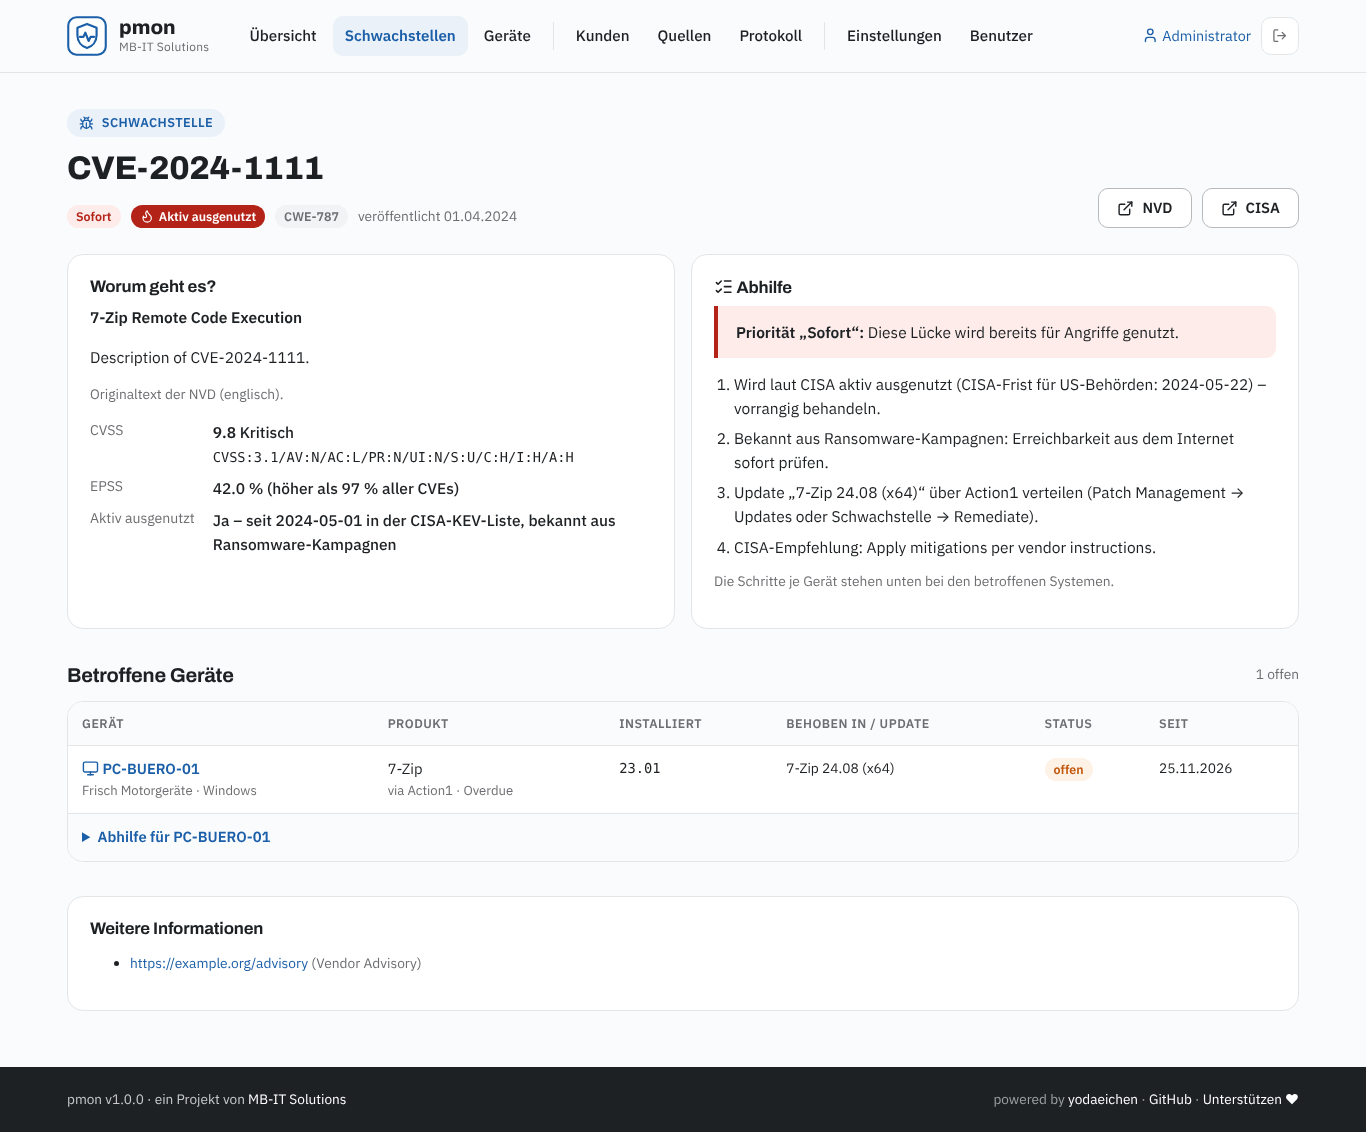 pmon
MB-IT Solutions
Übersicht
Schwachstellen
Geräte
Kunden
Quellen
Protokoll
Einstellungen
Benutzer
Administrator
SCHWACHSTELLE
CVE-2024-1111
Sofort
Aktiv ausgenutzt
CWE-787
veröffentlicht 01.04.2024
NVD
CISA
Worum geht es?
7-Zip Remote Code Execution
Description of CVE-2024-1111.
Originaltext der NVD (englisch).
CVSS
9.8 Kritisch
CVSS:3.1/AV:N/AC:L/PR:N/UI:N/S:U/C:H/I:H/A:H
EPSS
42.0 % (höher als 97 % aller CVEs)
Aktiv ausgenutzt
Ja – seit 2024-05-01 in der CISA-KEV-Liste, bekannt aus
Ransomware-Kampagnen
Abhilfe
Priorität „Sofort“: Diese Lücke wird bereits für Angriffe genutzt.
1. Wird laut CISA aktiv ausgenutzt (CISA-Frist für US-Behörden: 2024-05-22) –
vorrangig behandeln.
2. Bekannt aus Ransomware-Kampagnen: Erreichbarkeit aus dem Internet
sofort prüfen.
3. Update „7-Zip 24.08 (x64)“ über Action1 verteilen (Patch Management →
Updates oder Schwachstelle → Remediate).
4. CISA-Empfehlung: Apply mitigations per vendor instructions.
Die Schritte je Gerät stehen unten bei den betroffenen Systemen.
Betroffene Geräte
1 offen
GERÄT
PRODUKT
INSTALLIERT
BEHOBEN IN / UPDATE
STATUS
SEIT
PC-BUERO-01
Frisch Motorgeräte · Windows
7-Zip
via Action1 · Overdue
23.01
7-Zip 24.08 (x64)
offen
25.11.2026
Abhilfe für PC-BUERO-01
Weitere Informationen
• https://example.org/advisory (Vendor Advisory)
pmon v1.0.0 · ein Projekt von MB-IT Solutions
powered by yodaeichen · GitHub · Unterstützen ♥